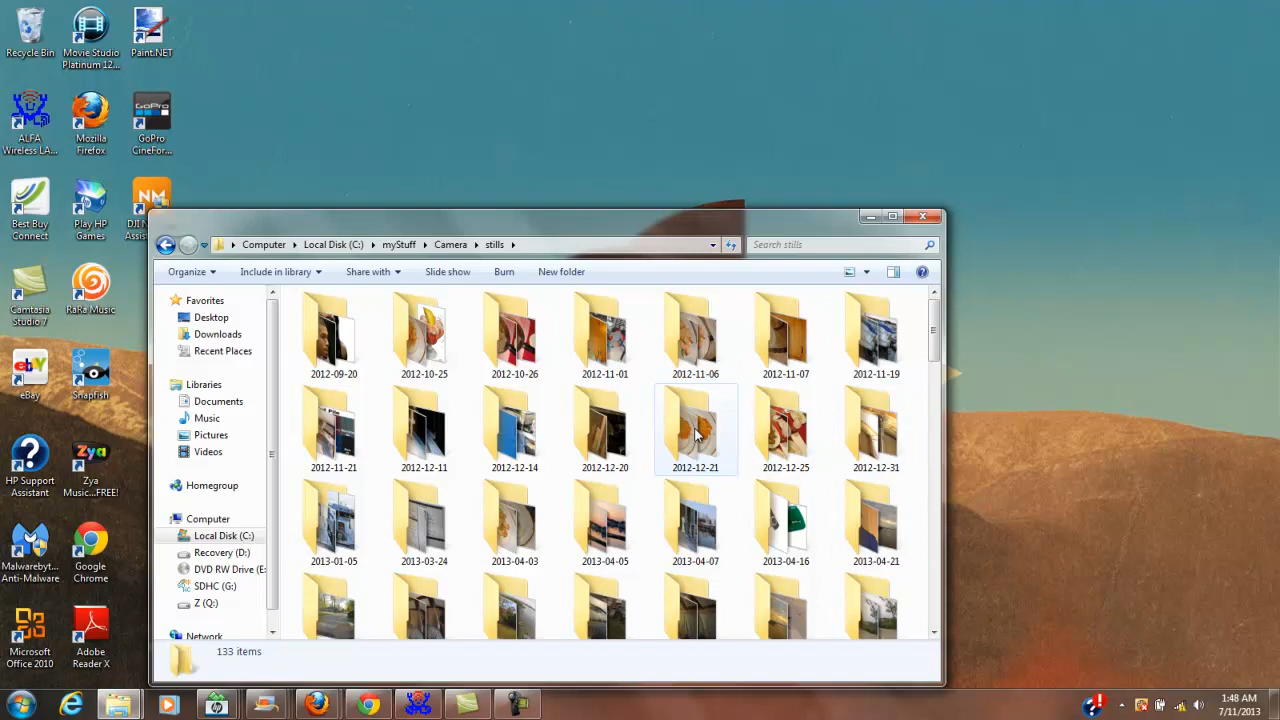 Recycle Bin
Movie Studio Platinum 12...
Paint.NET
ALFA Wireless LA...
Mozilla Firefox
GoPro
GoPro CineFor...
Best Buy Connect
Play HP Games
DJI N
Assis
Camtasia Studio 7
RaRa Music
eBay
Snapfish
HP Support Assistant
Zya
Zya Music...FREE!
Malwarebyt... Anti-Malware
Google Chrome
Microsoft Office 2010
Adobe Reader X
Computer
Local Disk (C:)
myStuff
Camera
stills
Search stills
Organize
Include in library
Share with
Slide show
Burn
New folder
Favorites
Desktop
Downloads
Recent Places
Libraries
Documents
Music
Pictures
Videos
Homegroup
Computer
Local Disk (C:)
Recovery (D:)
DVD RW Drive (E:
SDHC (G:)
Z (Q:)
Network
2012-09-20
2012-10-25
2012-10-26
2012-11-01
2012-11-06
2012-11-07
2012-11-19
2012-11-21
2012-12-11
2012-12-14
2012-12-20
2012-12-21
2012-12-25
2012-12-31
2013-01-05
2013-03-24
2013-04-03
2013-04-05
2013-04-07
2013-04-16
2013-04-21
133 items
1:48 AM
7/11/2013